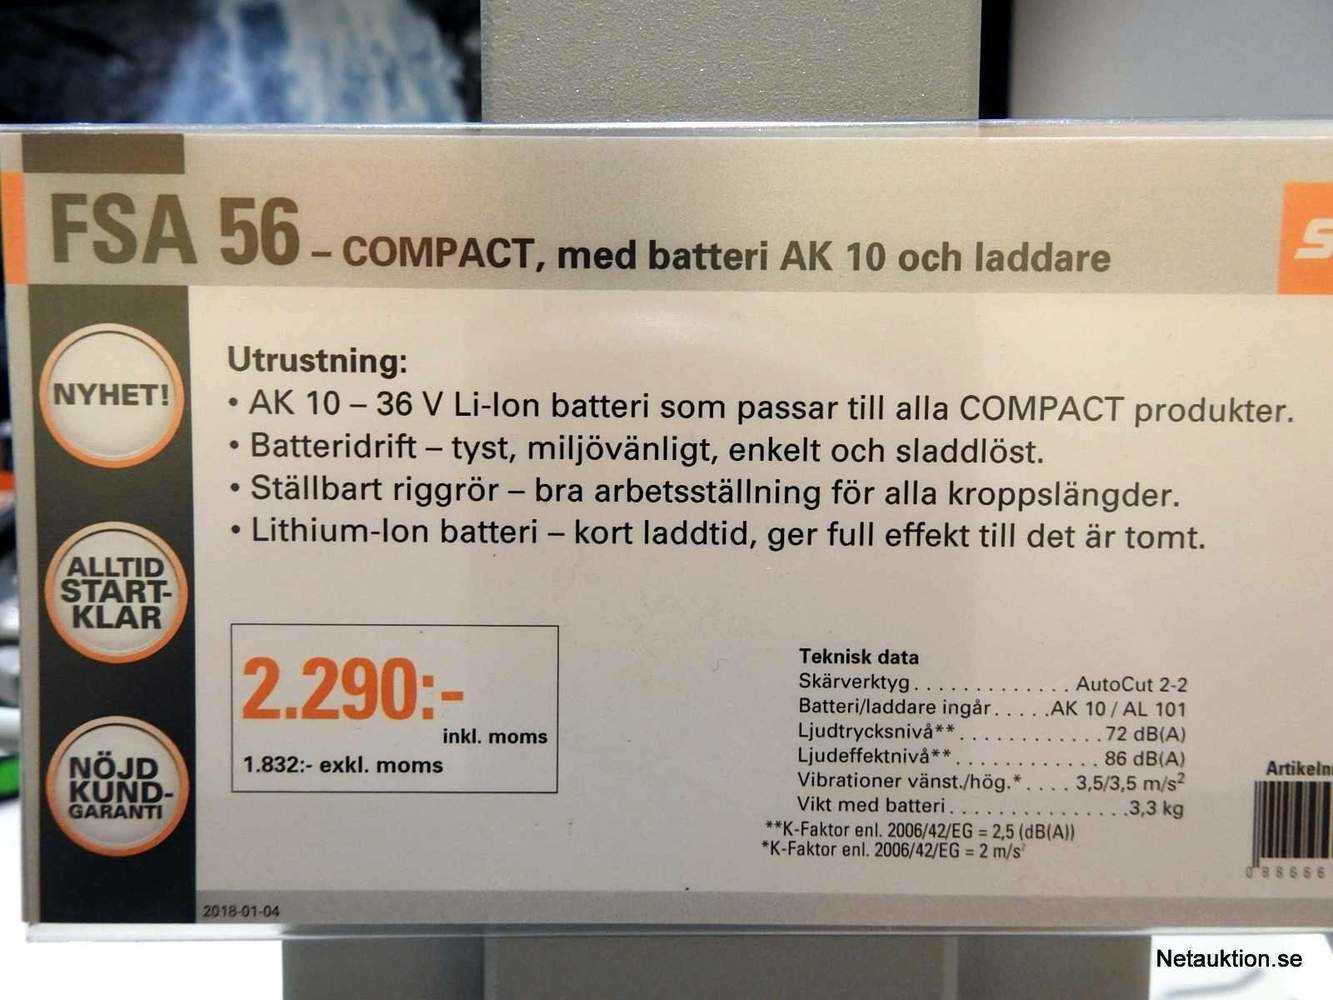 FSA 56 – COMPACT, med batteri AK 10 och laddare
NYHET!
ALLTID
START-
KLAR
NÖJD
KUND-
GARANTI
Utrustning:
• AK 10 – 36 V Li-Ion batteri som passar till alla COMPACT produkter.
• Batteridrift – tyst, miljövänligt, enkelt och sladdlöst.
• Ställbart riggrör – bra arbetsställning för alla kroppslängder.
• Lithium-Ion batteri – kort laddtid, ger full effekt till det är tomt.
2.290:-
inkl. moms
1.832:- exkl. moms
Teknisk data
Skärverktyg............. AutoCut 2-2
Batteri/laddare ingår.....AK 10 / AL 101
Ljudtrycksnivå**............72 dB(A)
Ljudeffektnivå**............ 86 dB(A)
Vibrationer vänst./hög.*.... 3,5/3,5 m/s²
Vikt med batteri...............3,3 kg
**K-Faktor enl. 2006/42/EG = 2,5 (dB(A))
*K-Faktor enl. 2006/42/EG = 2 m/s²
2018-01-04
Netauktion.se